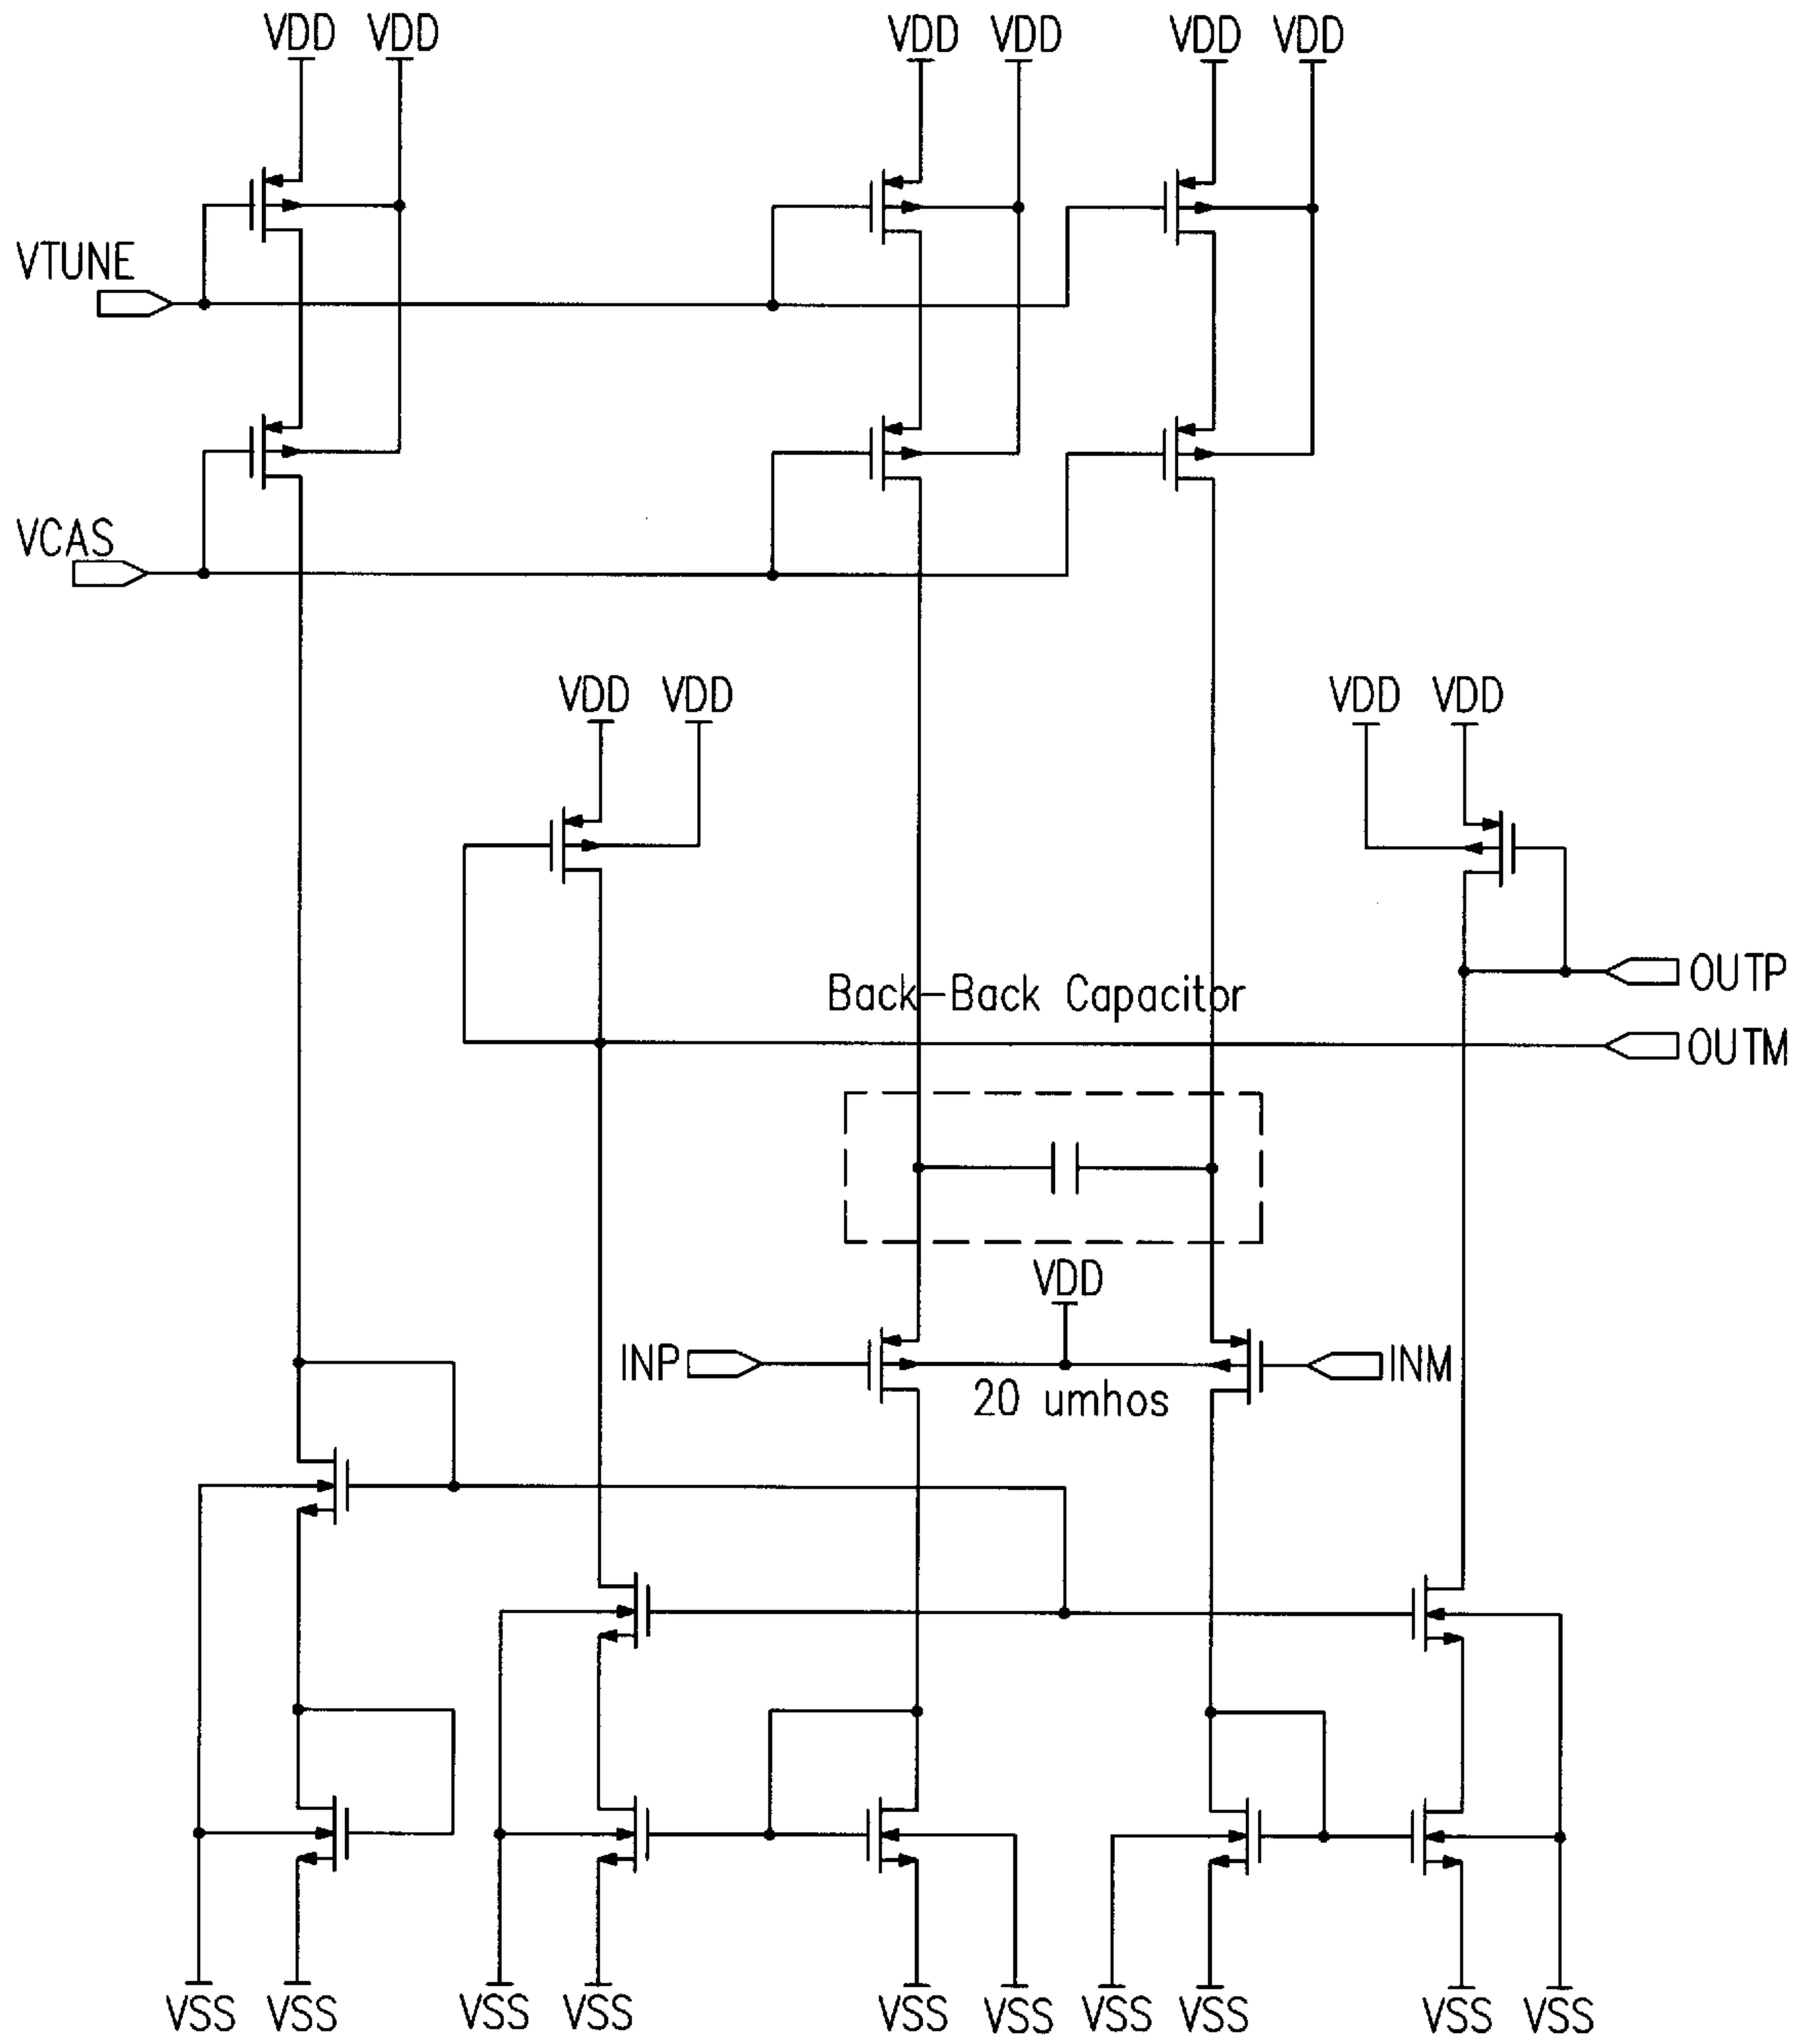 VDD VDD VDD VDD VDD VDD
VTUNE
VCAS
VDD VDD VDD VDD
OUTP
Back-Back Capacitor
OUTM
VDD
INP INM
20 umhos
VSS VSS VSS VSS VSS VSS VSS VSS VSS VSS